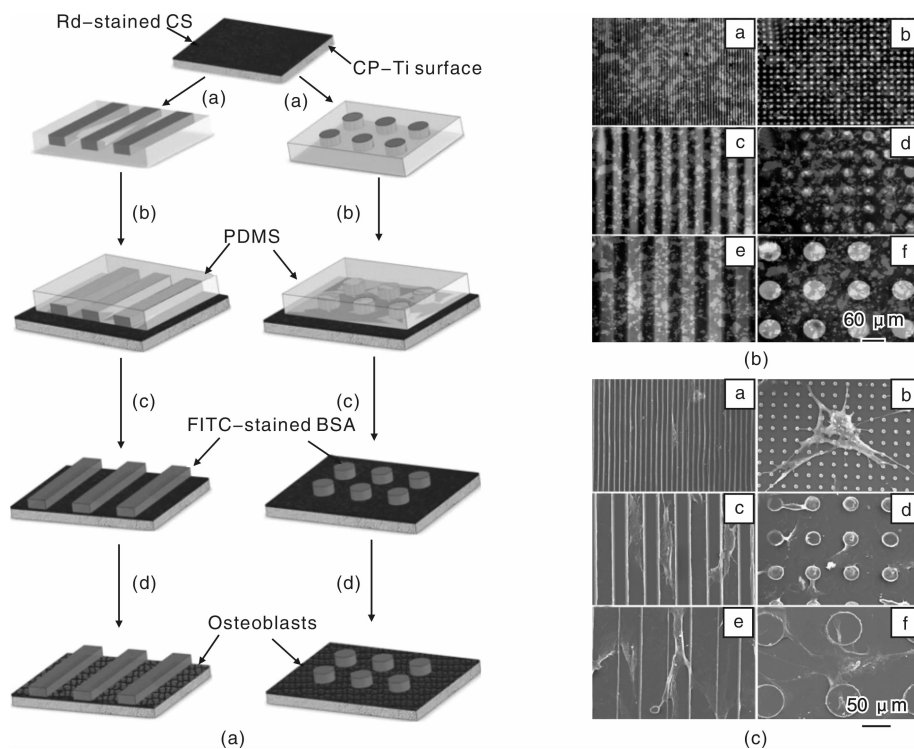 Rd-stained CS
CP-Ti surface
(a)
(a)
(b)
(b)
PDMS
(c)
(c)
FITC-stained BSA
(d)
(d)
Osteoblasts
(a)
a
b
c
d
e
f
60 μm
(b)
a
b
c
d
e
f
50 μm
(c)